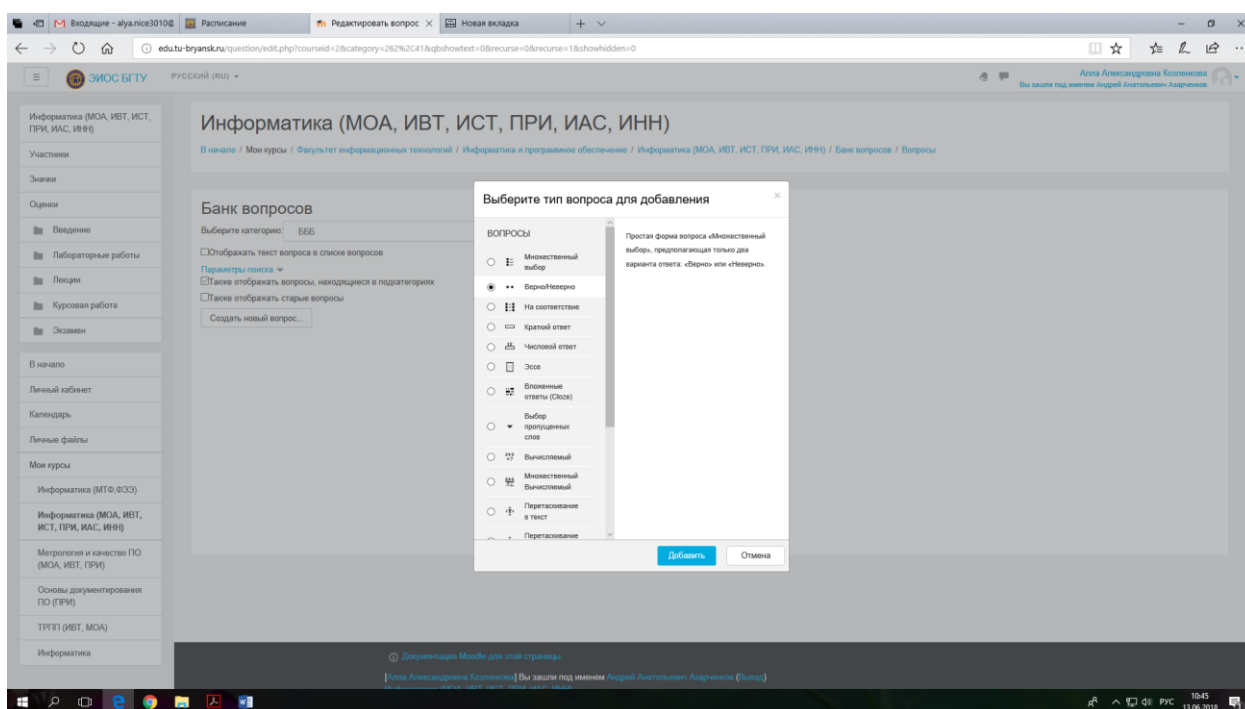 Входящие - alya.nice3010@
Расписание
Редактировать вопрос
Новая вкладка
edu.tu-bryansk.ru/question/edit.php?courseid=2&category=262%2C41&qbshowtext=0&recurse=0&recurse=1&showhidden=0
ЭИОС БГТУ
РУССКИЙ (RU)
Алла Александровна Козленкова
Вы зашли под именем Андрей Анатольевич Азарченков
Информатика (МОА, ИВТ, ИСТ,
ПРИ, ИАС, ИНН)
Участники
Значки
Оценки
Введение
Лабораторные работы
Лекции
Курсовая работа
Экзамен
В начало
Личный кабинет
Календарь
Личные файлы
Мои курсы
Информатика (МТФ,ФЭЭ)
Информатика (МОА, ИВТ,
ИСТ, ПРИ, ИАС, ИНН)
Метрология и качество ПО
(МОА, ИВТ, ПРИ)
Основы документирования
ПО (ПРИ)
ТРПП (ИВТ, МОА)
Информатика
Информатика (МОА, ИВТ, ИСТ, ПРИ, ИАС, ИНН)
В начало / Мои курсы / Факультет информационных технологий / Информатика и программное обеспечение / Информатика (МОА, ИВТ, ИСТ, ПРИ, ИАС, ИНН) / Банк вопросов / Вопросы
Банк вопросов
Выберите категорию:
Отображать текст вопроса в списке вопросов
Параметры поиска
Также отображать вопросы, находящиеся в подкатегориях
Также отображать старые вопросы
Создать новый вопрос...
Выберите тип вопроса для добавления
ВОПРОСЫ
Множественный
выбор
Верно/Неверно
На соответствие
Краткий ответ
Числовой ответ
Эссе
Вложенные
ответы (Cloze)
Выбор
пропущенных
слов
Вычисляемый
Множественный
Вычисляемый
Перетаскивание
в текст
Перетаскивание
Простая форма вопроса «Множественный
выбор», предполагающая только два
варианта ответа: «Верно» или «Неверно».
Добавить
Отмена
Документация Moodle для этой страницы
[Алла Александровна Козленкова] Вы зашли под именем Андрей Анатольевич Азарченков (Выход)
РУС
10:45
13.06.2018